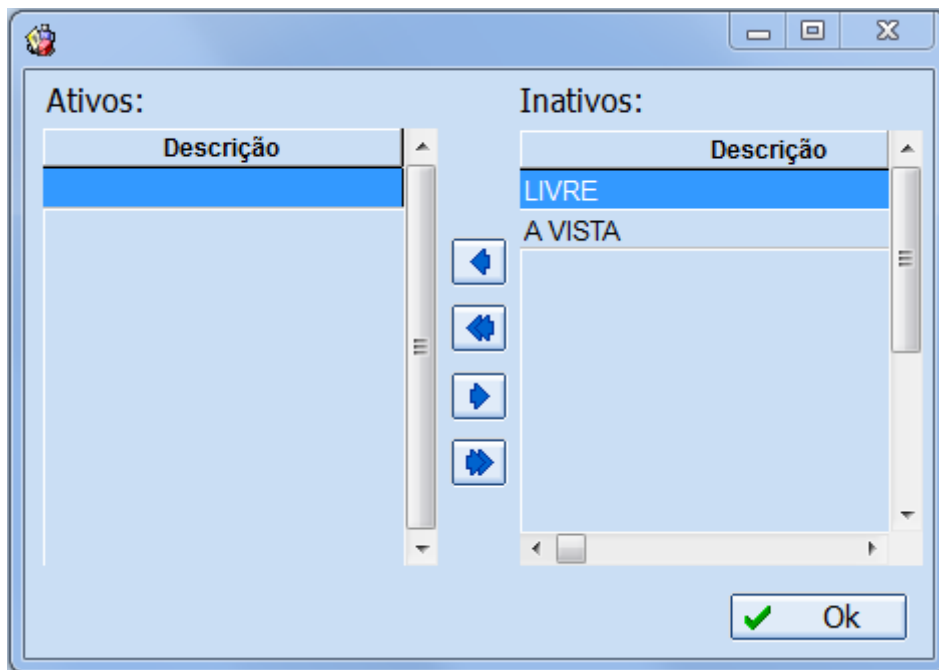 Ativos:
Inativos:
Descrição
Descrição
LIVRE
A VISTA
Ok